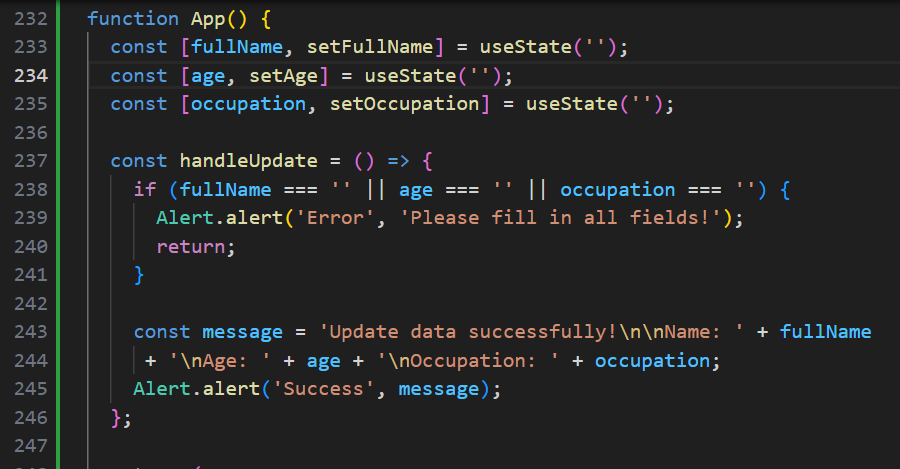 232 function App() {
233 const [fullName, setFullName] = useState('');
234 const [age, setAge] = useState('');
235 const [occupation, setOccupation] = useState('');
236
237 const handleUpdate = () => {
238 if (fullName === '' || age === '' || occupation === '') {
239 Alert.alert('Error', 'Please fill in all fields!');
240 return;
241 }
242
243 const message = 'Update data successfully!\n\nName: ' + fullName
244 + '\nAge: ' + age + '\nOccupation: ' + occupation;
245 Alert.alert('Success', message);
246 };
247